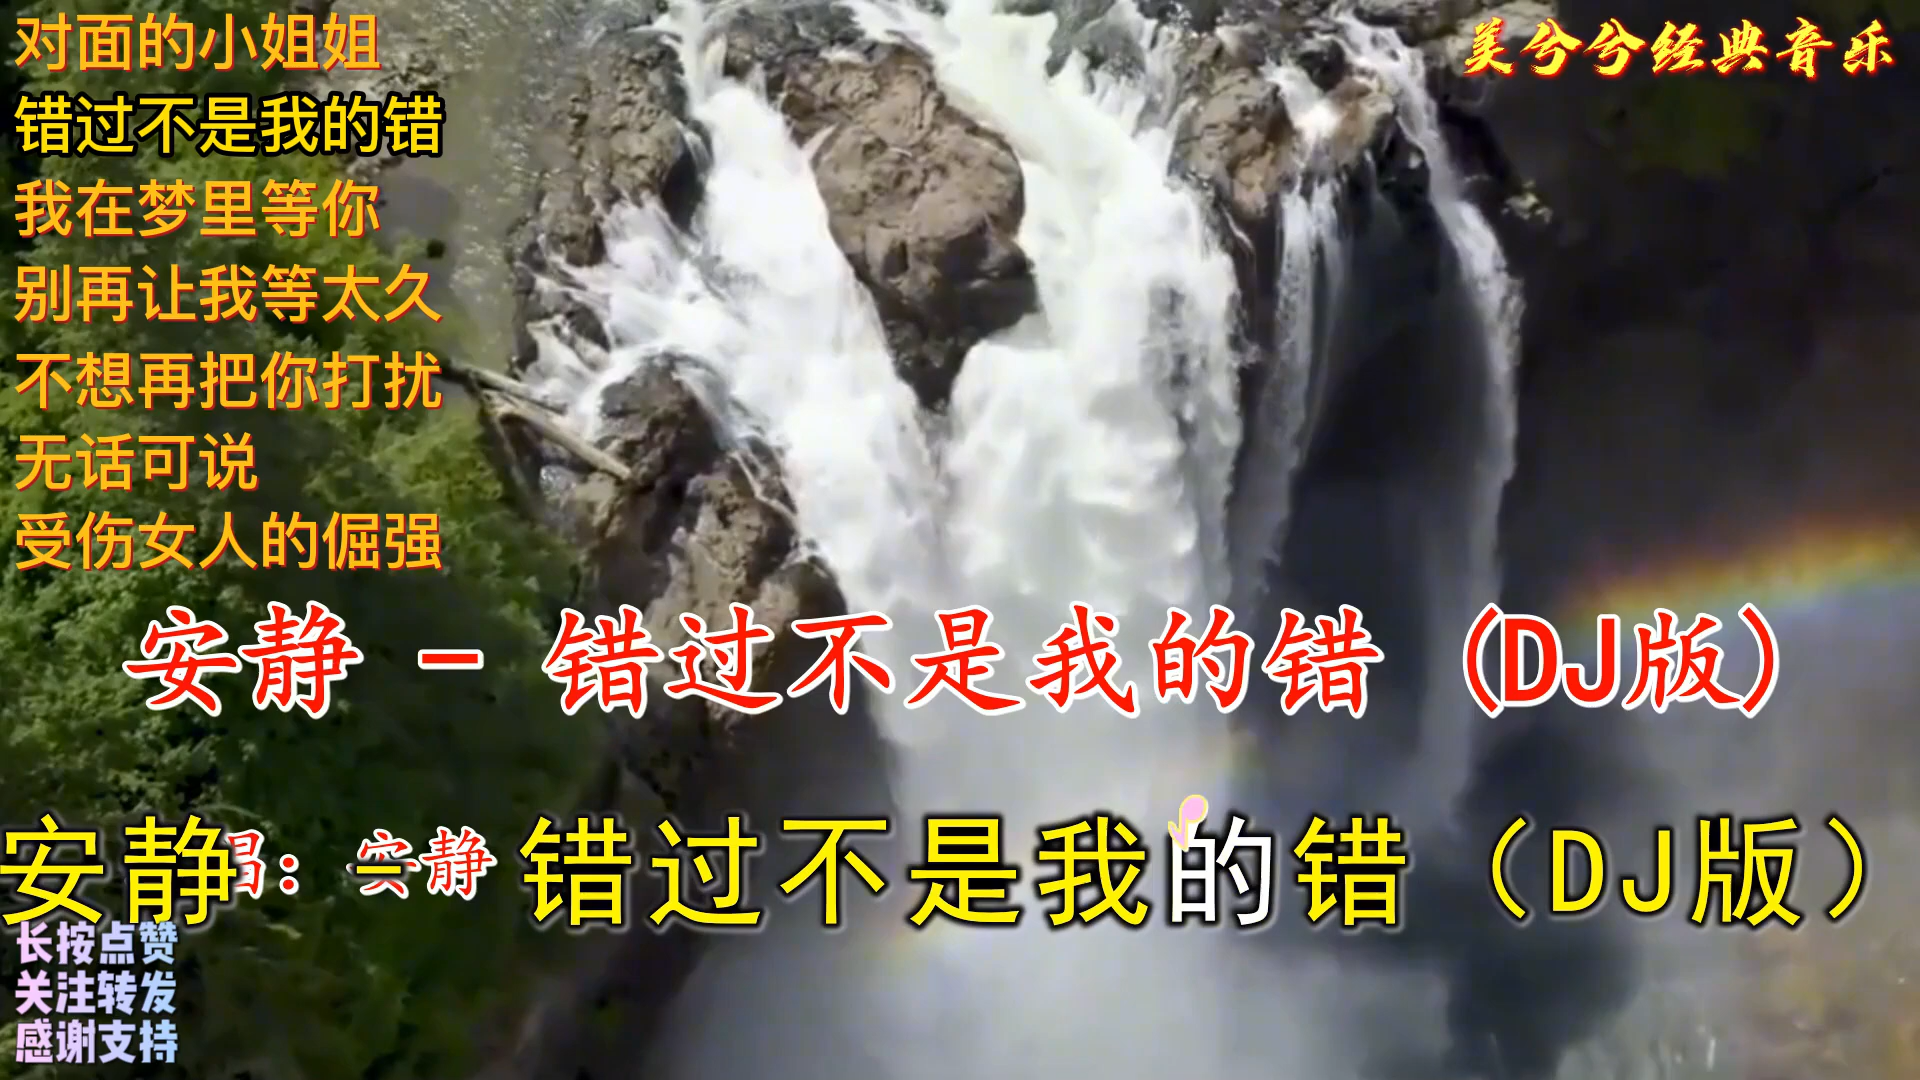 对面的小姐姐
美兮兮经典音乐
错过不是我的错
我在梦里等你
别再让我等太久
不想再把你打扰
无话可说
受伤女人的倔强
安静 - 错过不是我的错 (DJ版)
安静 - 错过不是我的错（DJ版）
唱：安静
长按点赞
关注转发
感谢支持